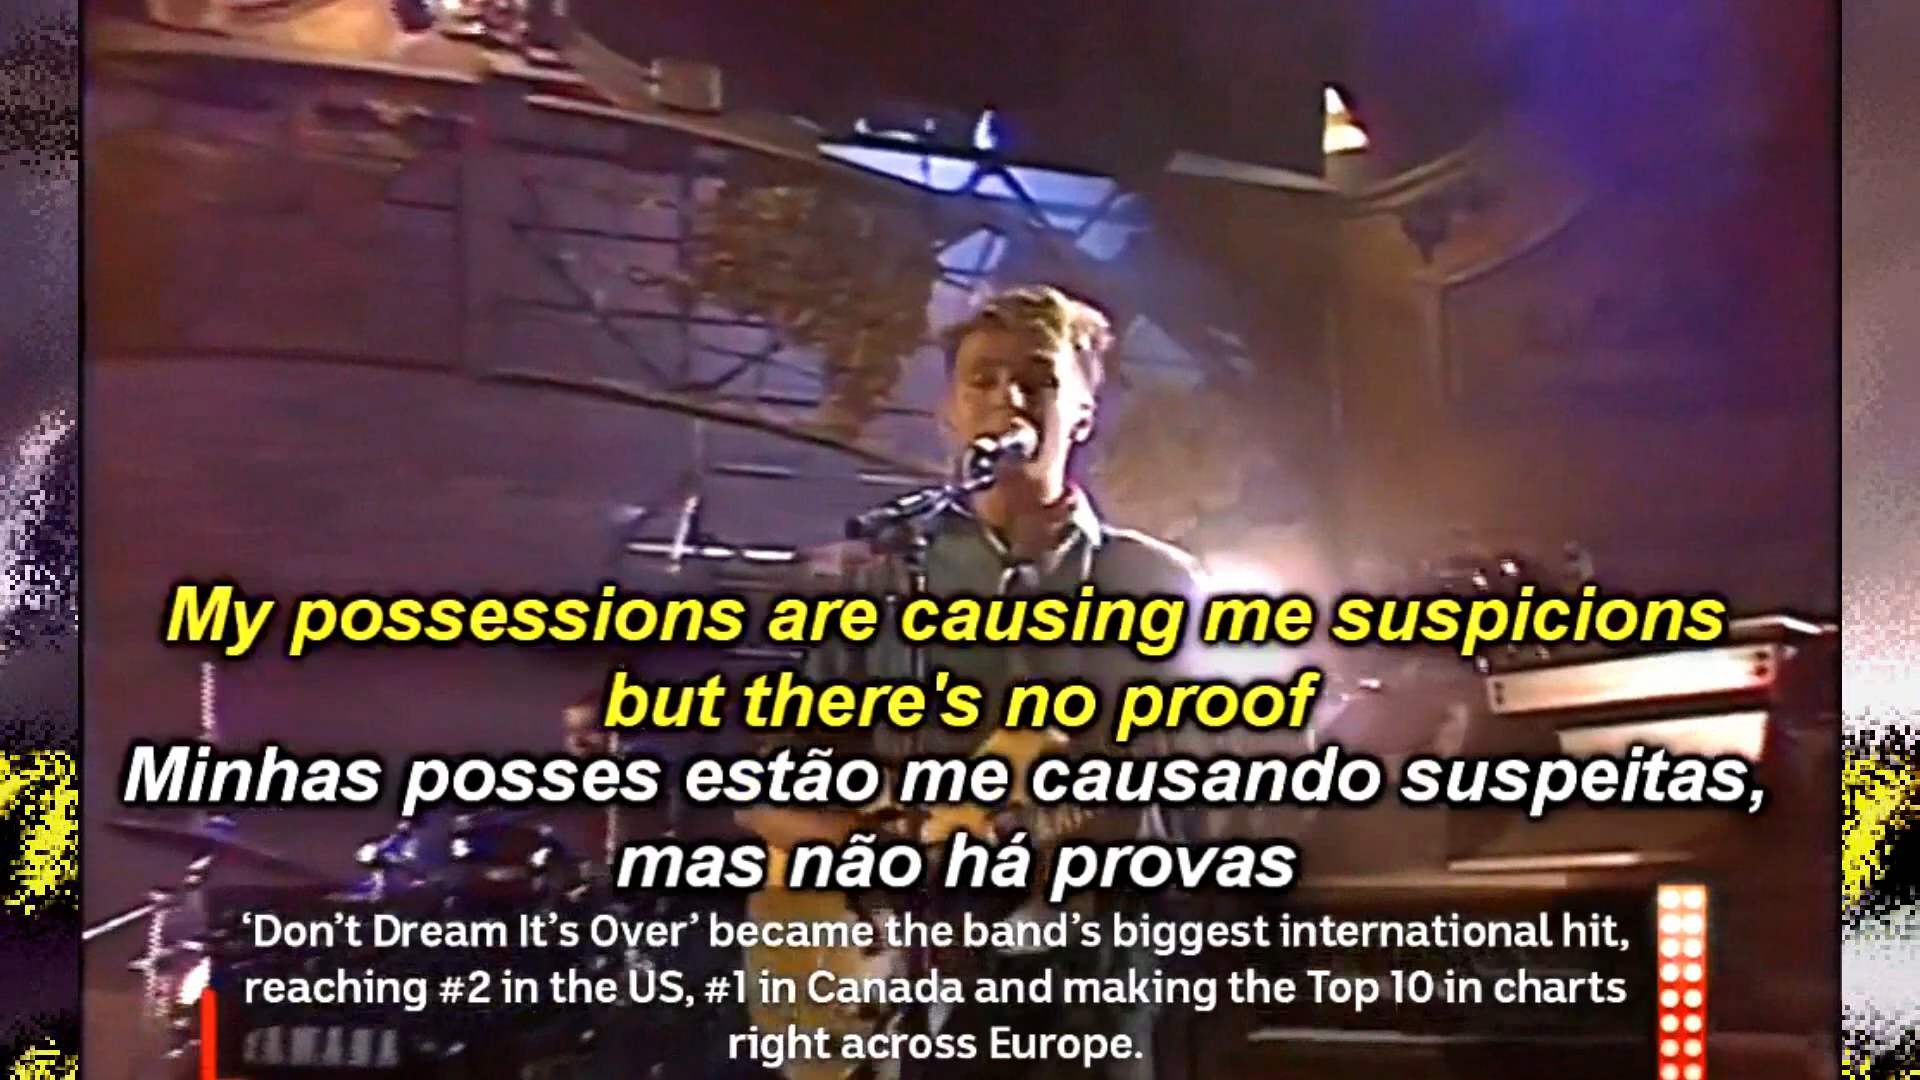 My possessions are causing me suspicions
but there's no proof
Minhas posses estão me causando suspeitas,
mas não há provas
‘Don’t Dream It’s Over’ became the band’s biggest international hit,
reaching #2 in the US, #1 in Canada and making the Top 10 in charts
right across Europe.
YAMAHA